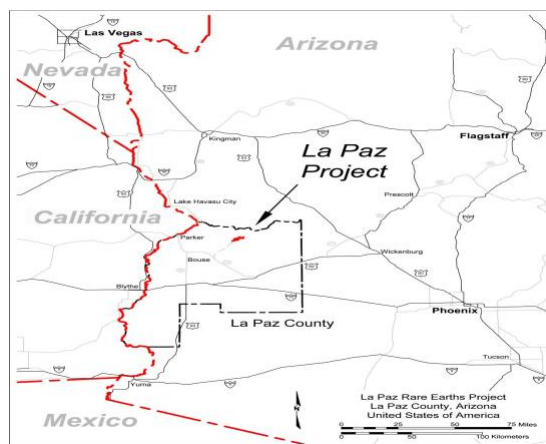 Las Vegas
Arizona
Nevada
Kingman
Flagstaff
La Paz
Project
Lake Havasu City
Prescott
California
Parker
Wickenburg
Bouse
Blythe
La Paz County
Phoenix
Tucson
Yuma
La Paz Rare Earths Project
La Paz County, Arizona
United States of America
Mexico
N
0 25 50 75 Miles
0 50 100 Kilometers